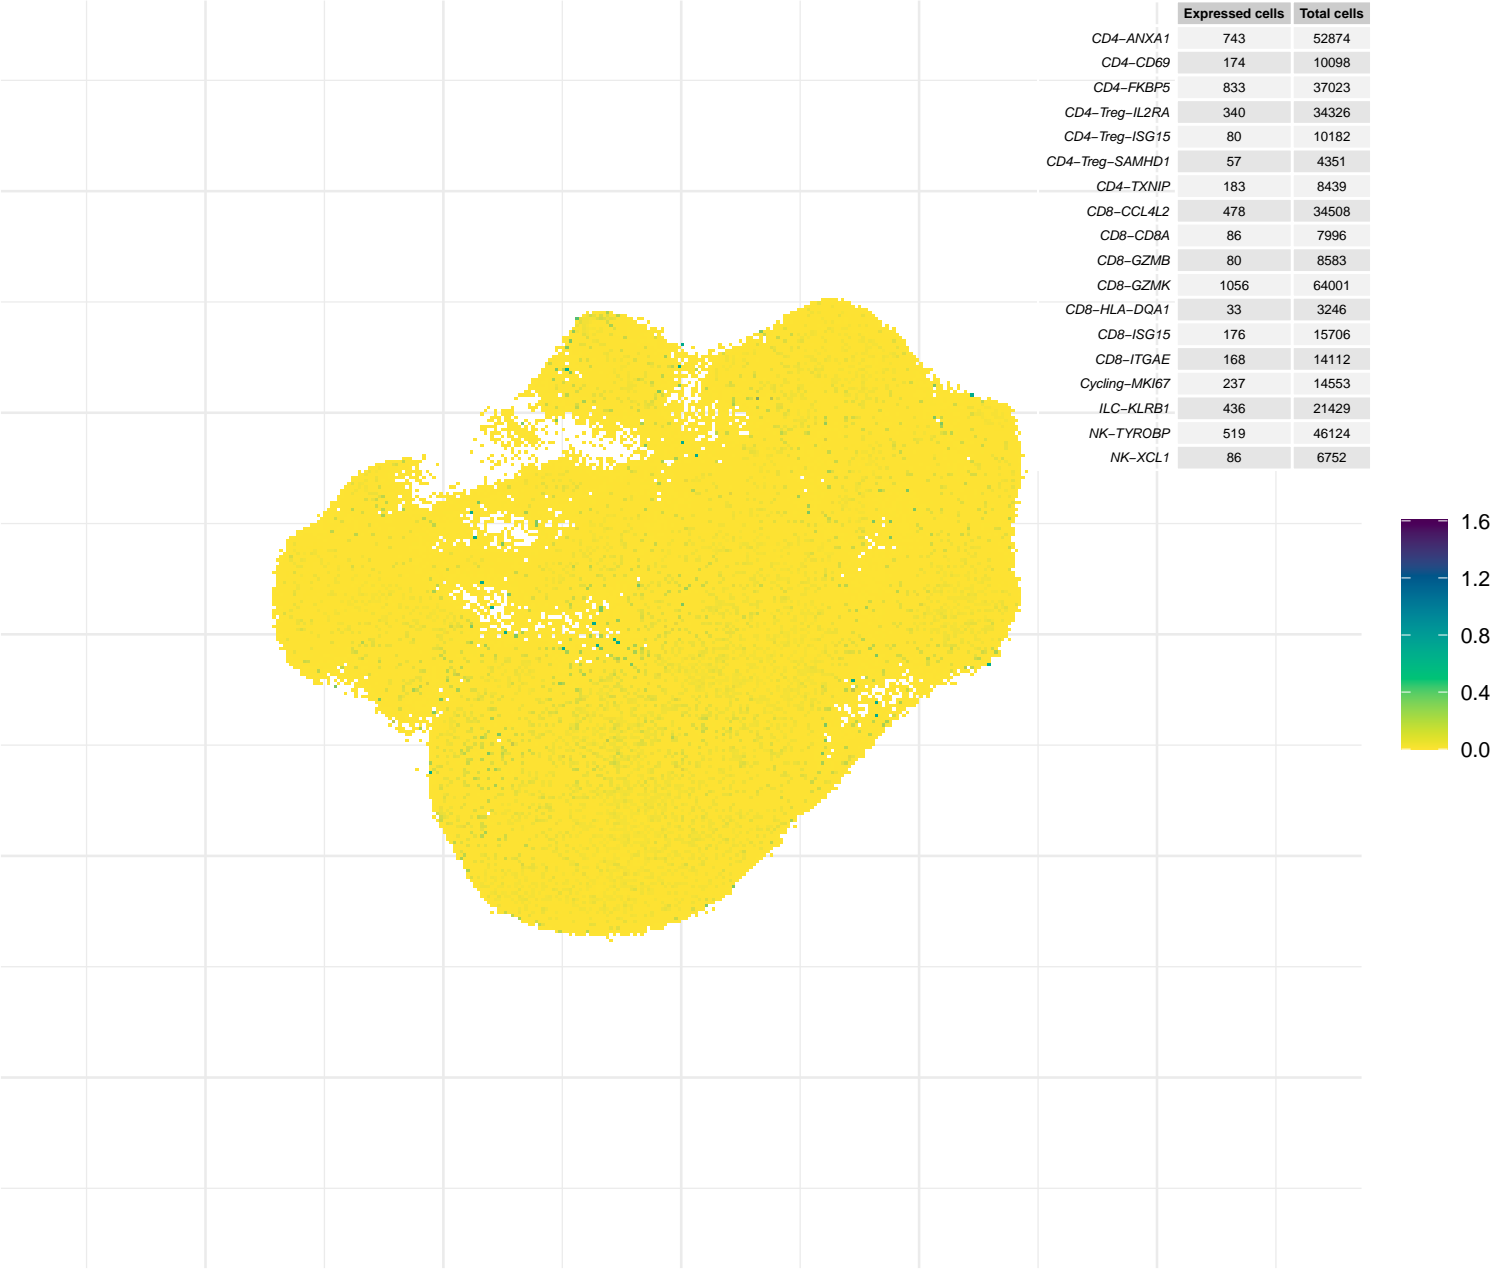 Expressed cells Total cells
CD4−ANXA1 743 52874
CD4−CD69 174 10098
CD4−FKBP5 833 37023
CD4−Treg−IL2RA 340 34326
CD4−Treg−ISG15 80 10182
CD4−Treg−SAMHD1 57 4351
CD4−TXNIP 183 8439
CD8−CCL4L2 478 34508
CD8−CD8A 86 7996
CD8−GZMB 80 8583
CD8−GZMK 1056 64001
CD8−HLA−DQA1 33 3246
CD8−ISG15 176 15706
CD8−ITGAE 168 14112
Cycling−MKI67 237 14553
ILC−KLRB1 436 21429
NK−TYROBP 519 46124
NK−XCL1 86 6752
1.6
1.2
0.8
0.4
0.0